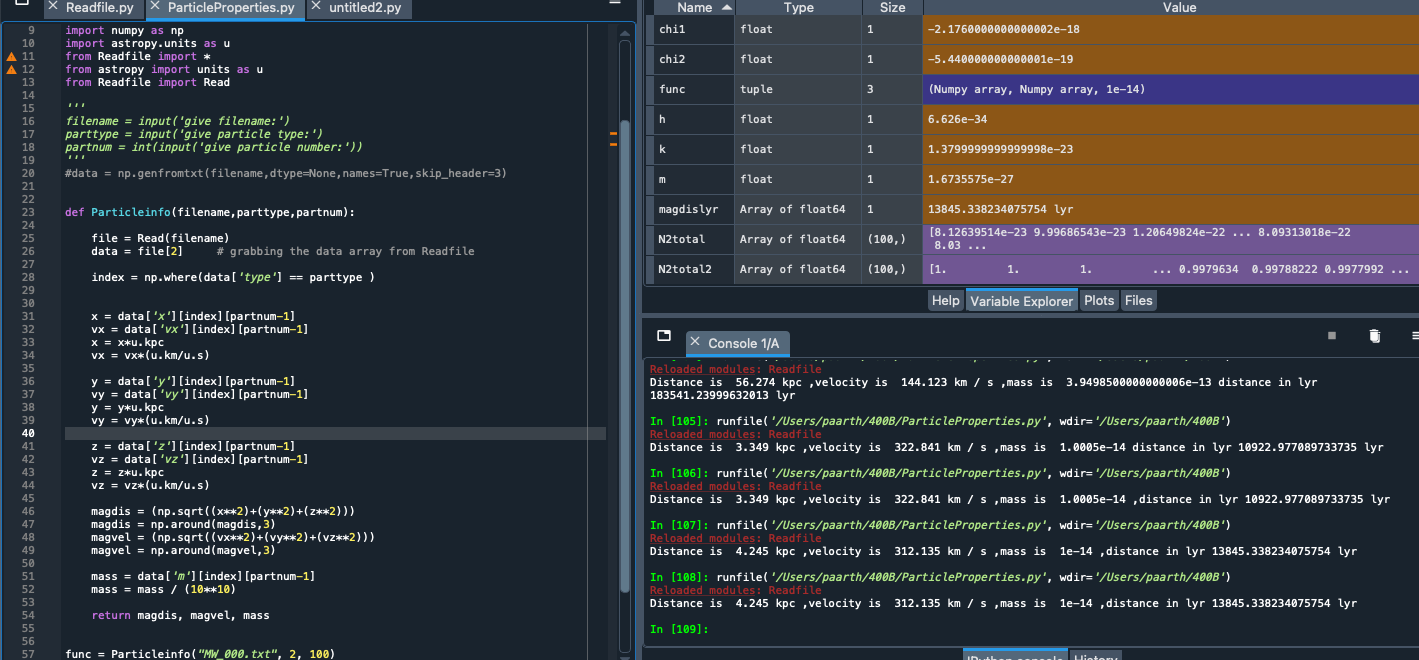 Readfile.py
ParticleProperties.py
untitled2.py
9 import numpy as np
10 import astropy.units as u
11 from Readfile import *
12 from astropy import units as u
13 from Readfile import Read
14
15 '''
16 filename = input('give filename:')
17 parttype = input('give particle type:')
18 partnum = int(input('give particle number:'))
19 '''
20 #data = np.genfromtxt(filename,dtype=None,names=True,skip_header=3)
21
22
23 def Particleinfo(filename,parttype,partnum):
24
25 file = Read(filename)
26 data = file[2] # grabbing the data array from Readfile
27
28 index = np.where(data['type'] == parttype )
29
30
31 x = data['x'][index][partnum-1]
32 vx = data['vx'][index][partnum-1]
33 x = x*u.kpc
34 vx = vx*(u.km/u.s)
35
36 y = data['y'][index][partnum-1]
37 vy = data['vy'][index][partnum-1]
38 y = y*u.kpc
39 vy = vy*(u.km/u.s)
40
41 z = data['z'][index][partnum-1]
42 vz = data['vz'][index][partnum-1]
43 z = z*u.kpc
44 vz = vz*(u.km/u.s)
45
46 magdis = (np.sqrt((x**2)+(y**2)+(z**2)))
47 magdis = np.around(magdis,3)
48 magvel = (np.sqrt((vx**2)+(vy**2)+(vz**2)))
49 magvel = np.around(magvel,3)
50
51 mass = data['m'][index][partnum-1]
52 mass = mass / (10**10)
53
54 return magdis, magvel, mass
55
56
57 func = Particleinfo("MW_000.txt", 2, 100)
Name Type Size Value
chi1 float 1 -2.1760000000000002e-18
chi2 float 1 -5.440000000000001e-19
func tuple 3 (Numpy array, Numpy array, 1e-14)
h float 1 6.626e-34
k float 1 1.3799999999999998e-23
m float 1 1.6735575e-27
magdislyr Array of float64 1 13845.338234075754 lyr
N2total Array of float64 (100,) [8.12639514e-23 9.99686543e-23 1.20649824e-22 ... 8.09313018e-22
8.03 ...
N2total2 Array of float64 (100,) [1. 1. 1. ... 0.9979634 0.99788222 0.9977992 ...
Help Variable Explorer Plots Files
Console 1/A
Reloaded modules: Readfile
Distance is 56.274 kpc ,velocity is 144.123 km / s ,mass is 3.9498500000000006e-13 distance in lyr
183541.23999632013 lyr
In [105]: runfile('/Users/paarth/400B/ParticleProperties.py', wdir='/Users/paarth/400B')
Reloaded modules: Readfile
Distance is 3.349 kpc ,velocity is 322.841 km / s ,mass is 1.0005e-14 distance in lyr 10922.977089733735 lyr
In [106]: runfile('/Users/paarth/400B/ParticleProperties.py', wdir='/Users/paarth/400B')
Reloaded modules: Readfile
Distance is 3.349 kpc ,velocity is 322.841 km / s ,mass is 1.0005e-14 ,distance in lyr 10922.977089733735 lyr
In [107]: runfile('/Users/paarth/400B/ParticleProperties.py', wdir='/Users/paarth/400B')
Reloaded modules: Readfile
Distance is 4.245 kpc ,velocity is 312.135 km / s ,mass is 1e-14 ,distance in lyr 13845.338234075754 lyr
In [108]: runfile('/Users/paarth/400B/ParticleProperties.py', wdir='/Users/paarth/400B')
Reloaded modules: Readfile
Distance is 4.245 kpc ,velocity is 312.135 km / s ,mass is 1e-14 ,distance in lyr 13845.338234075754 lyr
In [109]:
IPython console History